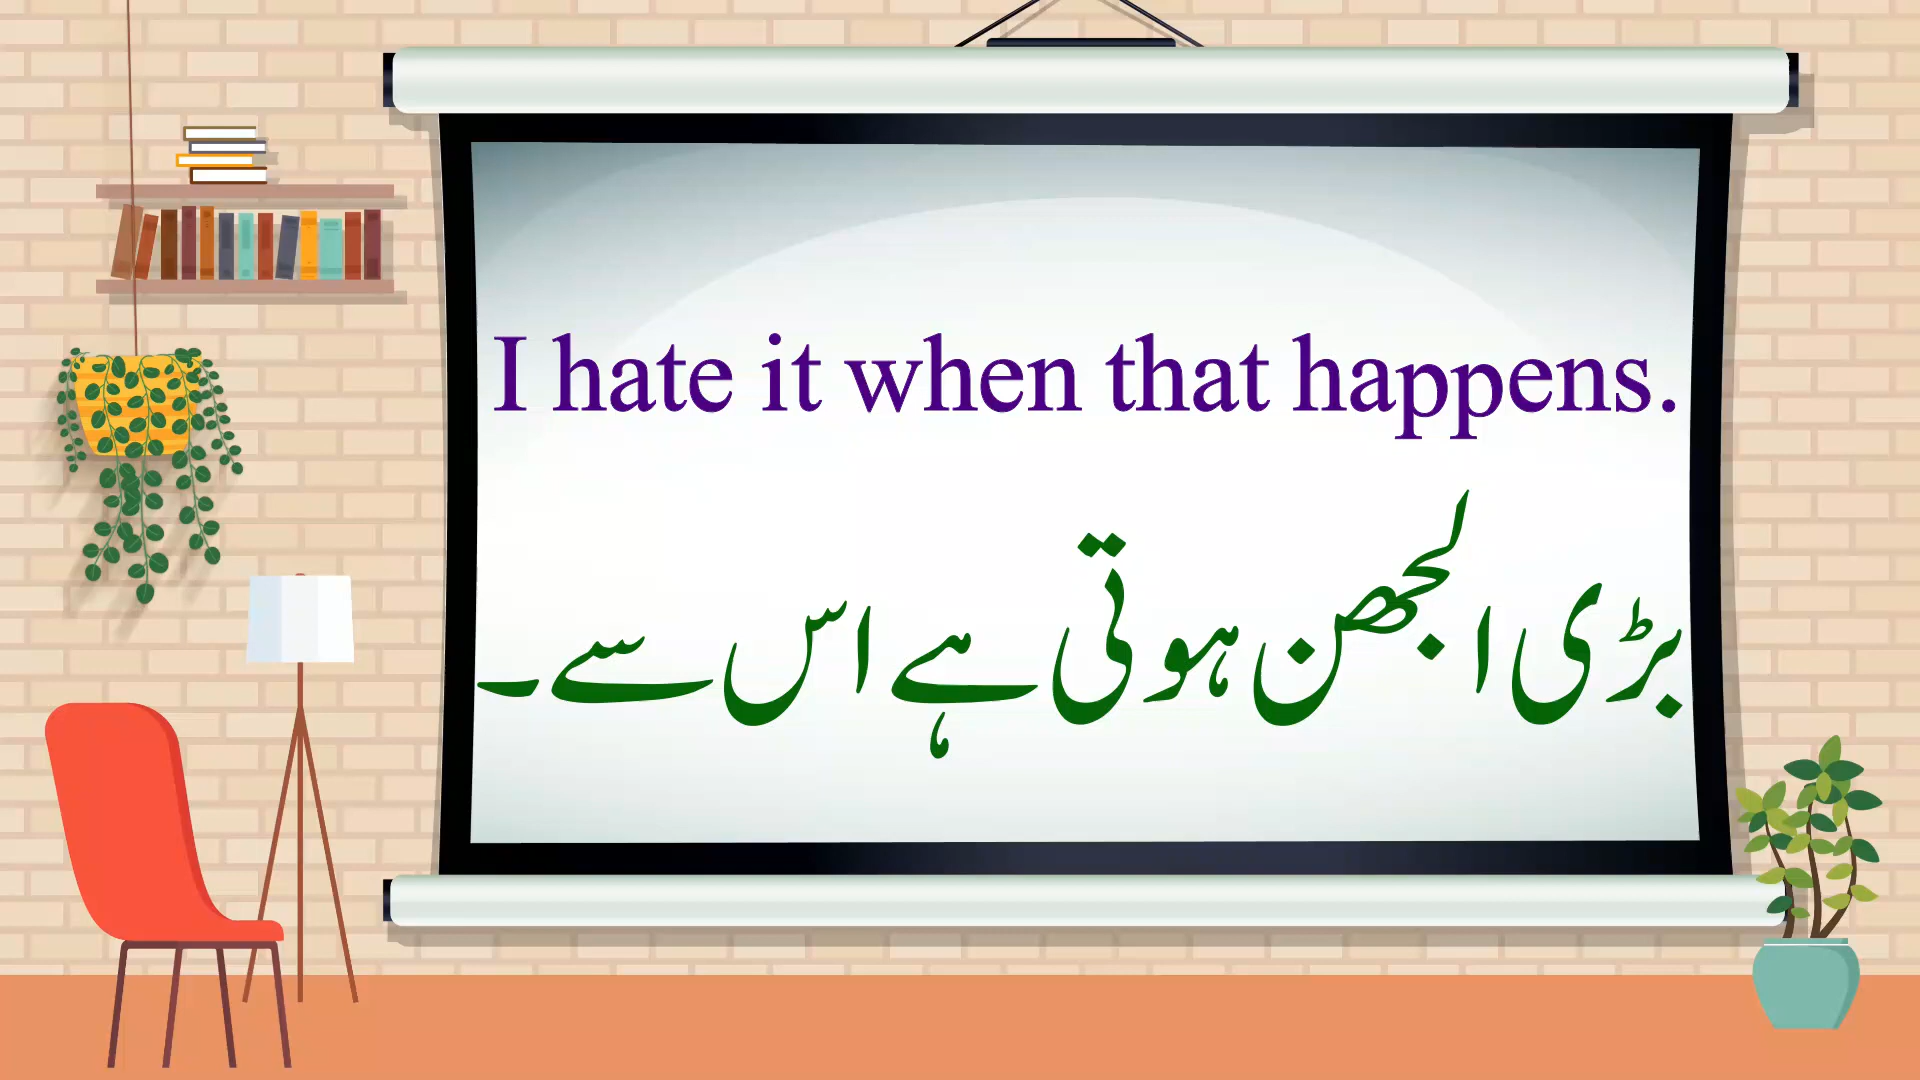 I hate it when that happens.
بڑی الجھن ہوتی ہے اس سے۔